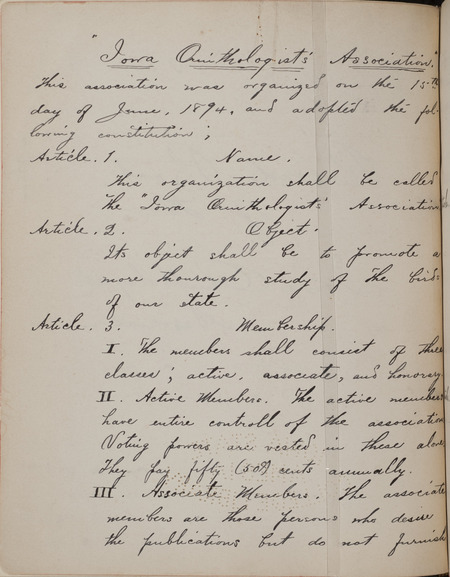 "Iowa Ornithologist's Association."
This association was organized on the 15th
day of June, 1894, and adopted the fol-
lowing constitution;
Article. 1. Name.
This organization shall be called
The "Iowa Ornithologist's Association
Article. 2. Object.
Its object shall be to promote a
more thourough study of the birds
of our state.
Article. 3. Membership.
I. The members shall consist of three
classes; active, associate, and honorary
II. Active Members. The active members
have entire controll of the association
Voting powers are vested in these alone
They pay fifty (50¢) cents annually.
III. Associate Members. The associate
members are those persons who desire
the publications but do not furnish